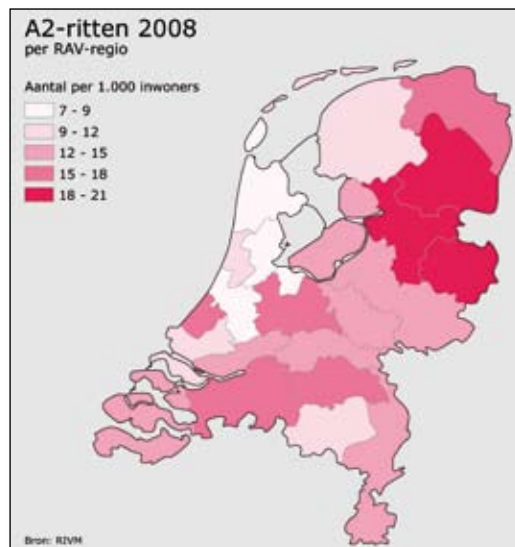 A2-ritten 2008
per RAV-regio
Aantal per 1.000 inwoners
7 - 9
9 - 12
12 - 15
15 - 18
18 - 21
Bron: RIVM